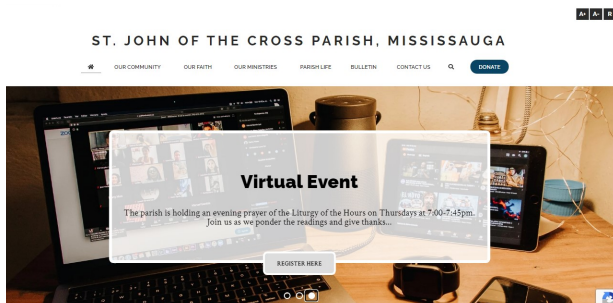 A+ A- R
ST. JOHN OF THE CROSS PARISH, MISSISSAUGA
OUR COMMUNITY OUR FAITH OUR MINISTRIES PARISH LIFE BULLETIN CONTACT US DONATE
Virtual Event
The parish is holding an evening prayer of the Liturgy of the Hours on Thursdays at 7:00-7:45pm.
Join us as we ponder the readings and give thanks...
REGISTER HERE